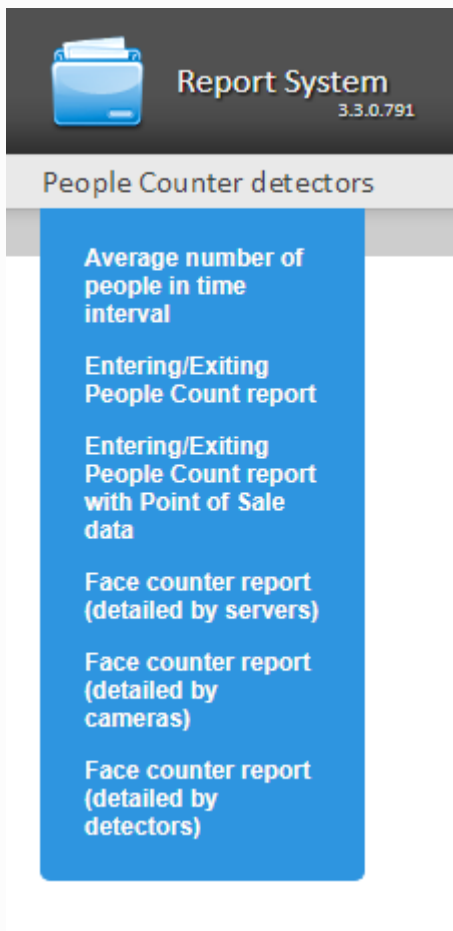 Report System
3.3.0.791
People Counter detectors
Average number of
people in time
interval
Entering/Exiting
People Count report
Entering/Exiting
People Count report
with Point of Sale
data
Face counter report
(detailed by servers)
Face counter report
(detailed by
cameras)
Face counter report
(detailed by
detectors)